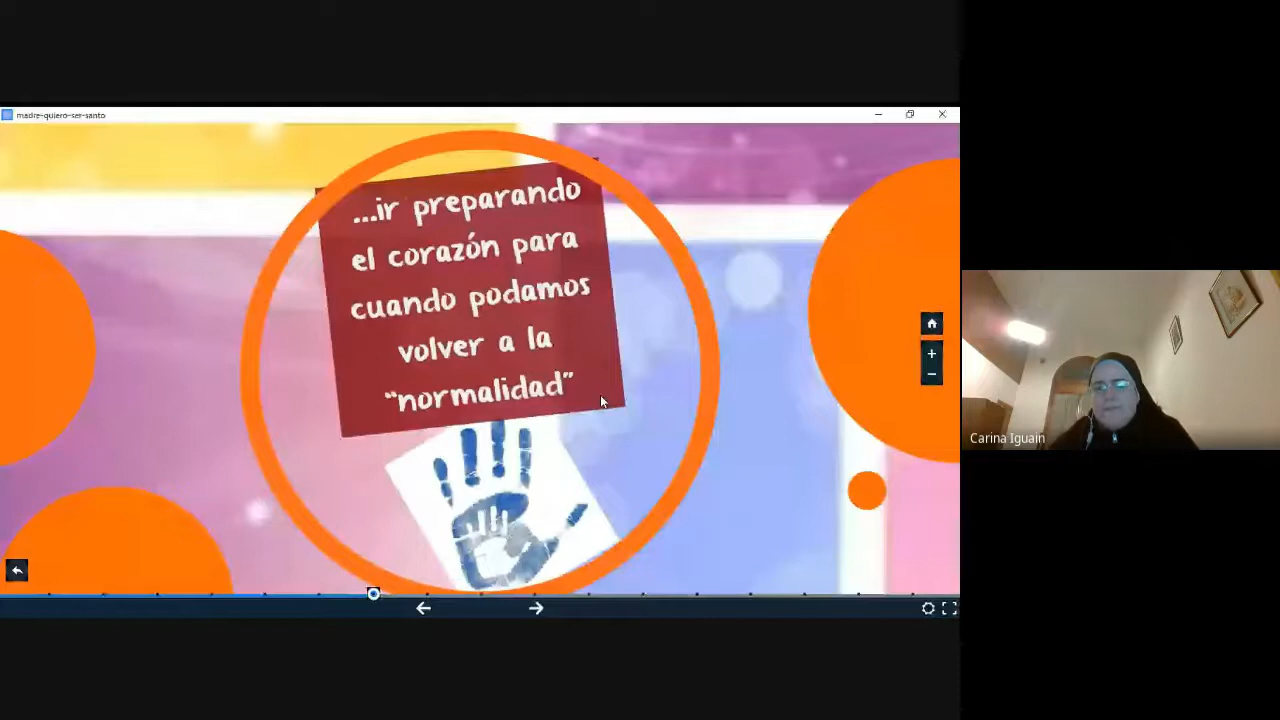 madre-quiero-ser-santo
...ir preparando
el corazón para
cuando podamos
volver a la
“normalidad”
Carina Iguain